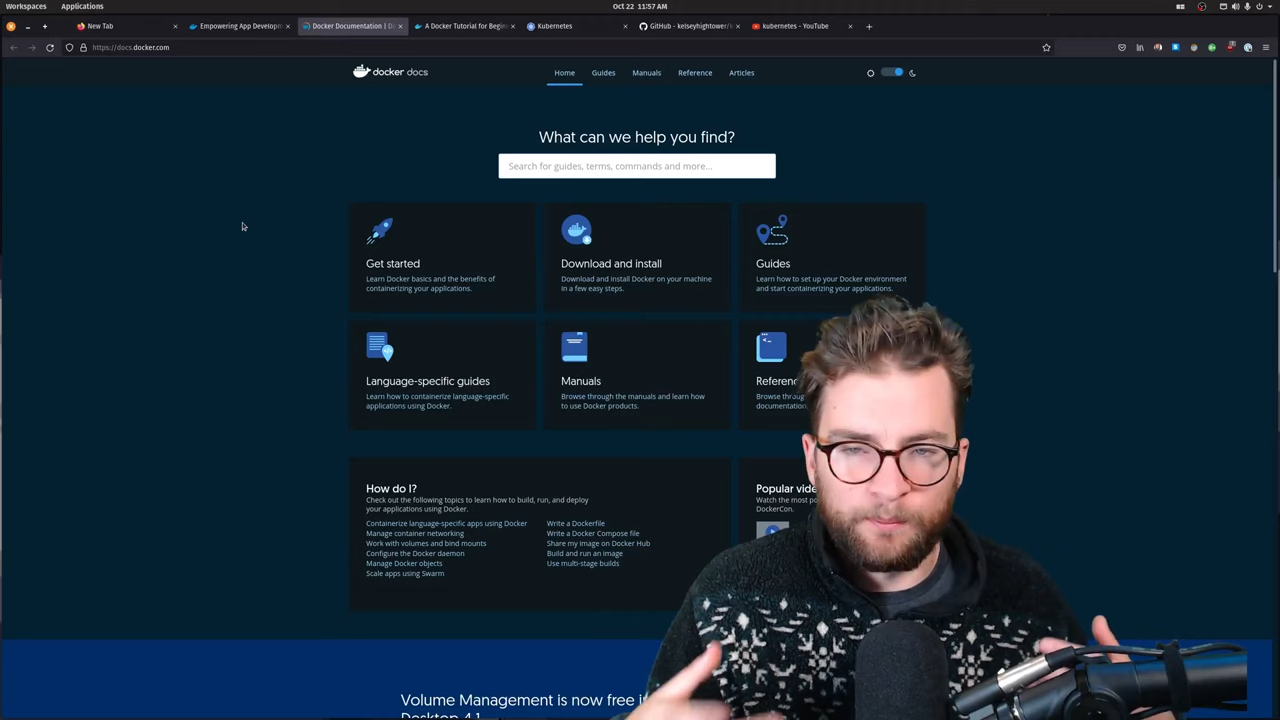 Workspaces
Applications
Oct 22 11:57 AM
New Tab
Empowering App Developm
Docker Documentation | D
A Docker Tutorial for Begin
Kubernetes
GitHub - kelseyhightower/
kubernetes - YouTube
https://docs.docker.com
docker docs
Home
Guides
Manuals
Reference
Articles
What can we help you find?
Search for guides, terms, commands and more...
Get started
Learn Docker basics and the benefits of
containerizing your applications.
Download and install
Download and install Docker on your machine
in a few easy steps.
Guides
Learn how to set up your Docker environment
and start containerizing your applications.
Language-specific guides
Learn how to containerize language-specific
applications using Docker.
Manuals
Browse through the manuals and learn how
to use Docker products.
Referenc
Browse throu
documentation
How do I?
Check out the following topics to learn how to build, run, and deploy
your applications using Docker.
Containerize language-specific apps using Docker
Manage container networking
Work with volumes and bind mounts
Configure the Docker daemon
Manage Docker objects
Scale apps using Swarm
Write a Dockerfile
Write a Docker Compose file
Share my image on Docker Hub
Build and run an image
Use multi-stage builds
Popular vide
Watch the most po
DockerCon.
Volume Management is now free i
Desktop 4.1